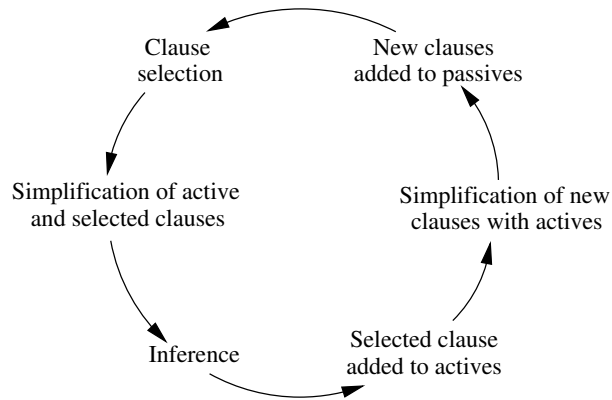 Clause
selection
New clauses
added to passives
Simplification of active
and selected clauses
Simplification of new
clauses with actives
Inference
Selected clause
added to actives